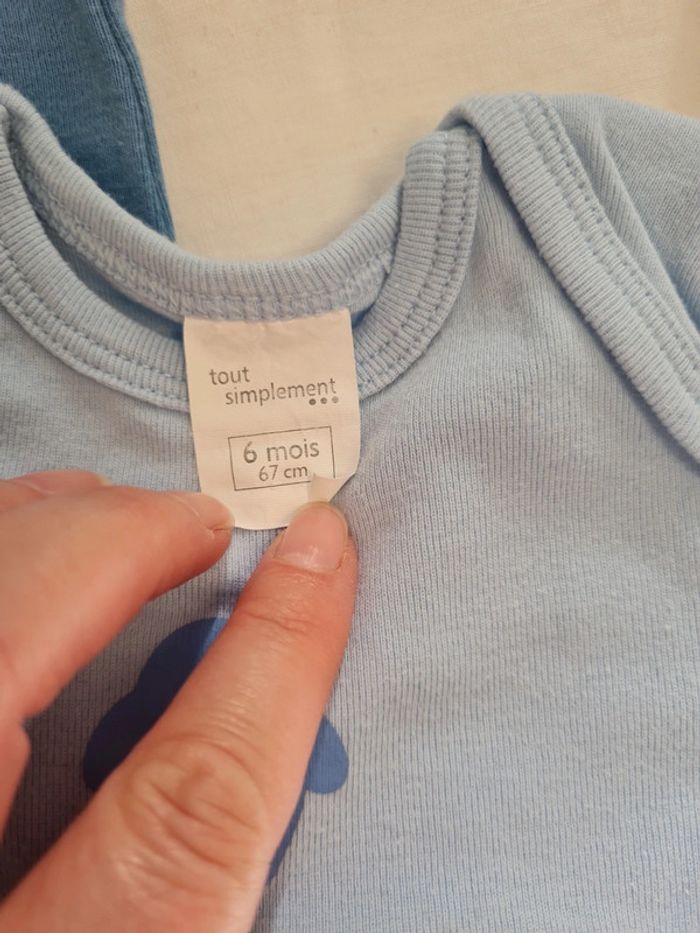 tout
simplement
6 mois
67 cm